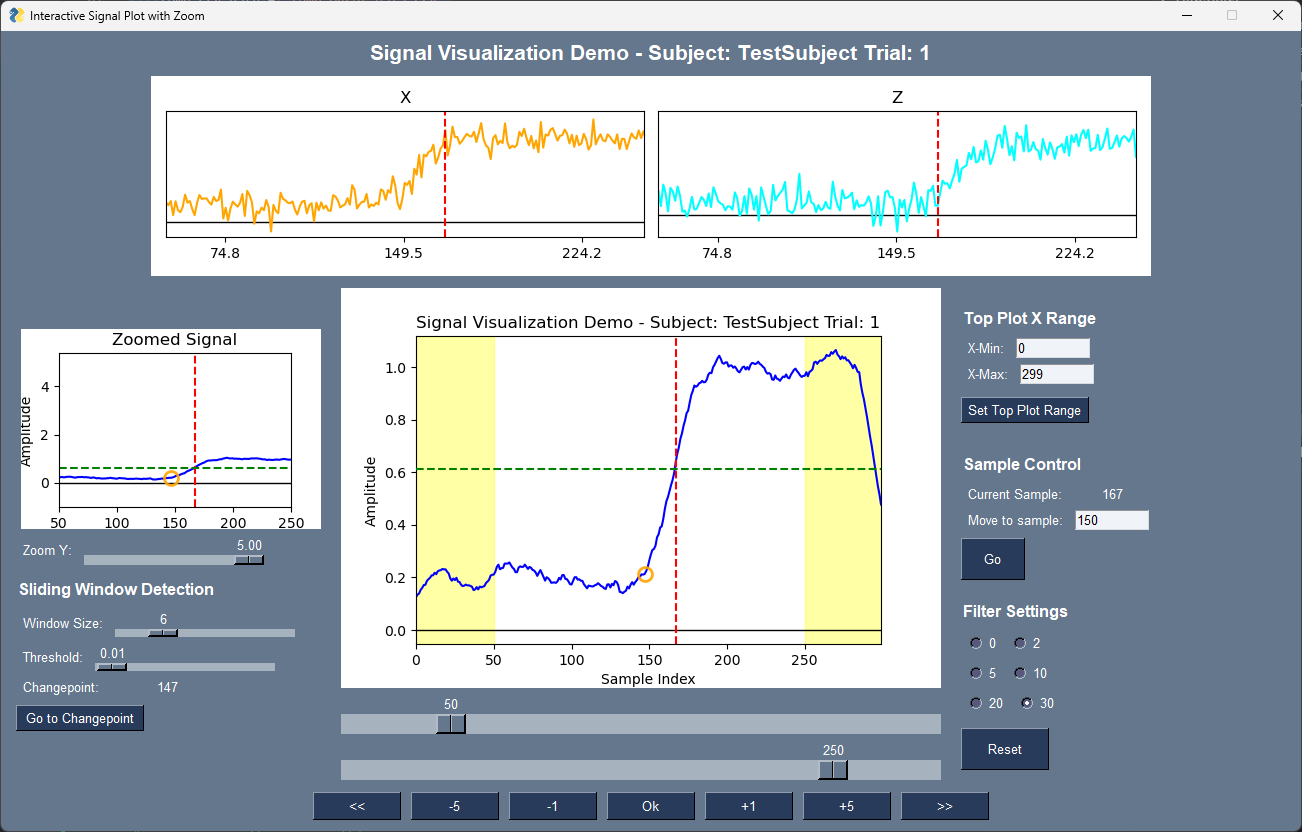 Interactive Signal Plot with Zoom
Signal Visualization Demo - Subject: TestSubject Trial: 1
X
74.8 149.5 224.2
Z
74.8 149.5 224.2
Zoomed Signal
Amplitude
4
2
0
50 100 150 200 250
Zoom Y: 5.00
Sliding Window Detection
Window Size: 6
Threshold: 0.01
Changepoint: 147
Go to Changepoint
Signal Visualization Demo - Subject: TestSubject Trial: 1
Amplitude
1.0
0.8
0.6
0.4
0.2
0.0
0 50 100 150 200 250
Sample Index
50
250
Top Plot X Range
X-Min: 0
X-Max: 299
Set Top Plot Range
Sample Control
Current Sample: 167
Move to sample: 150
Go
Filter Settings
0 2
5 10
20 30
Reset
<< -5 -1 Ok +1 +5 >>